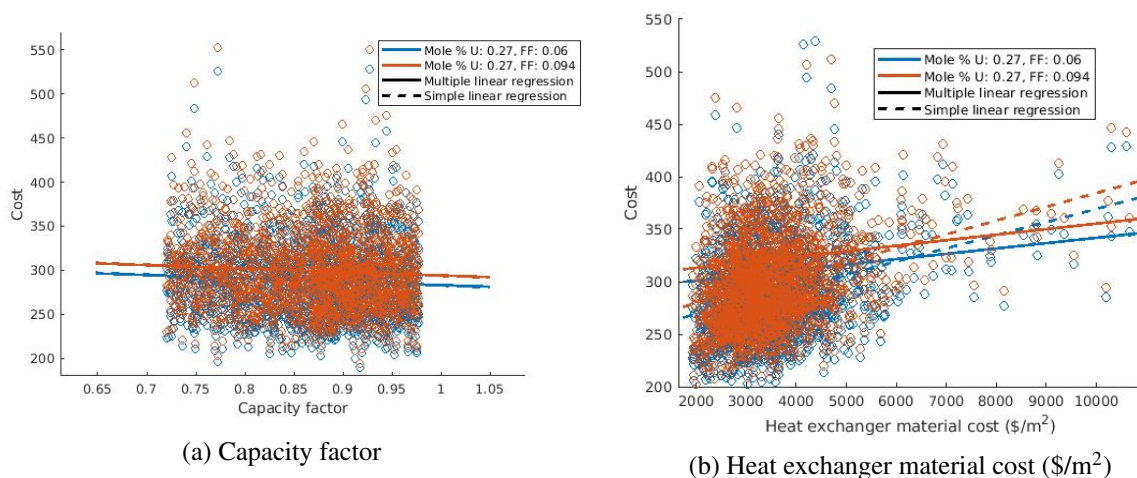 550
500
450
400
350
300
250
200
Cost
0.65 0.7 0.75 0.8 0.85 0.9 0.95 1 1.05
Capacity factor
Mole % U: 0.27, FF: 0.06
Mole % U: 0.27, FF: 0.094
Multiple linear regression
Simple linear regression
(a) Capacity factor
550
500
450
400
350
300
250
200
Cost
2000 3000 4000 5000 6000 7000 8000 9000 10000
Heat exchanger material cost ($/m²)
Mole % U: 0.27, FF: 0.06
Mole % U: 0.27, FF: 0.094
Multiple linear regression
Simple linear regression
(b) Heat exchanger material cost ($/m²)